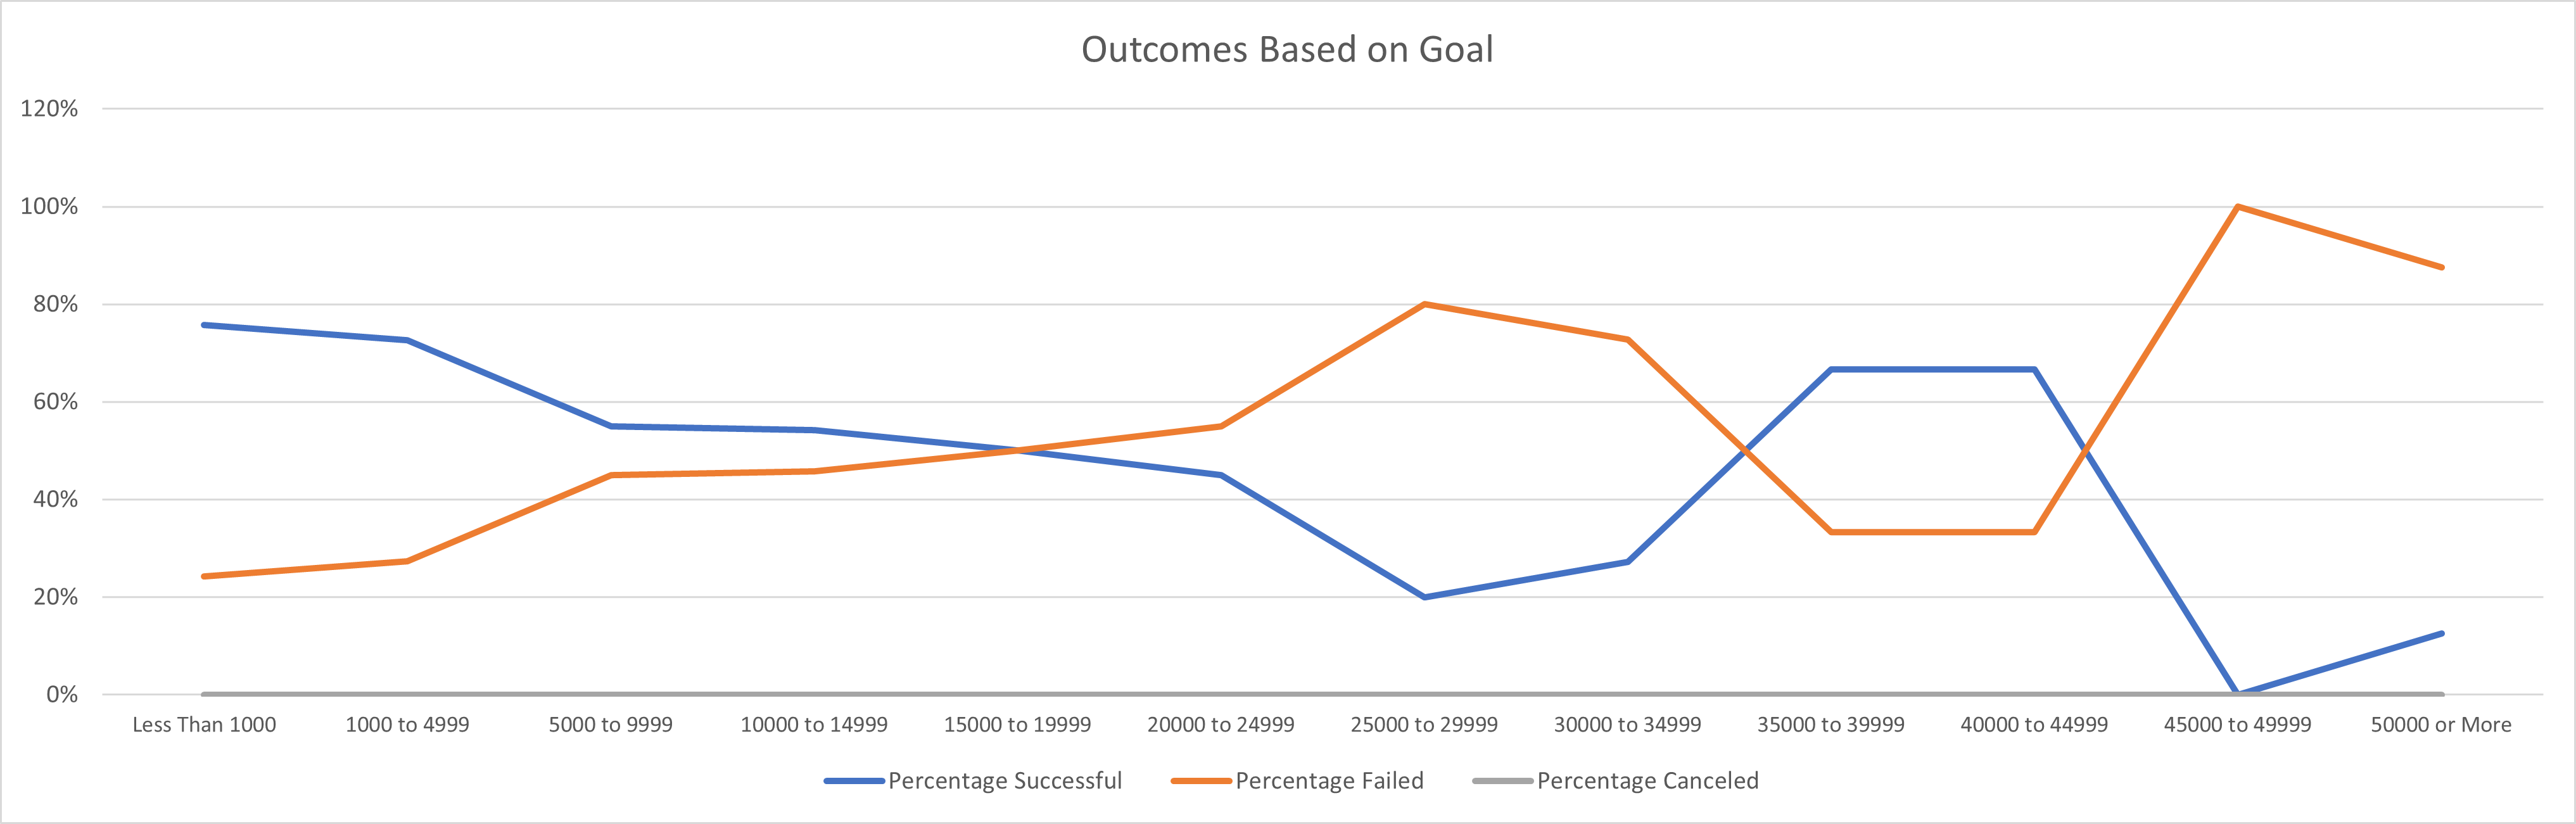 Outcomes Based on Goal
120%
100%
80%
60%
40%
20%
0%
Less Than 1000 1000 to 4999 5000 to 9999 10000 to 14999 15000 to 19999 20000 to 24999 25000 to 29999 30000 to 34999 35000 to 39999 40000 to 44999 45000 to 49999 50000 or More
Percentage Successful Percentage Failed Percentage Canceled